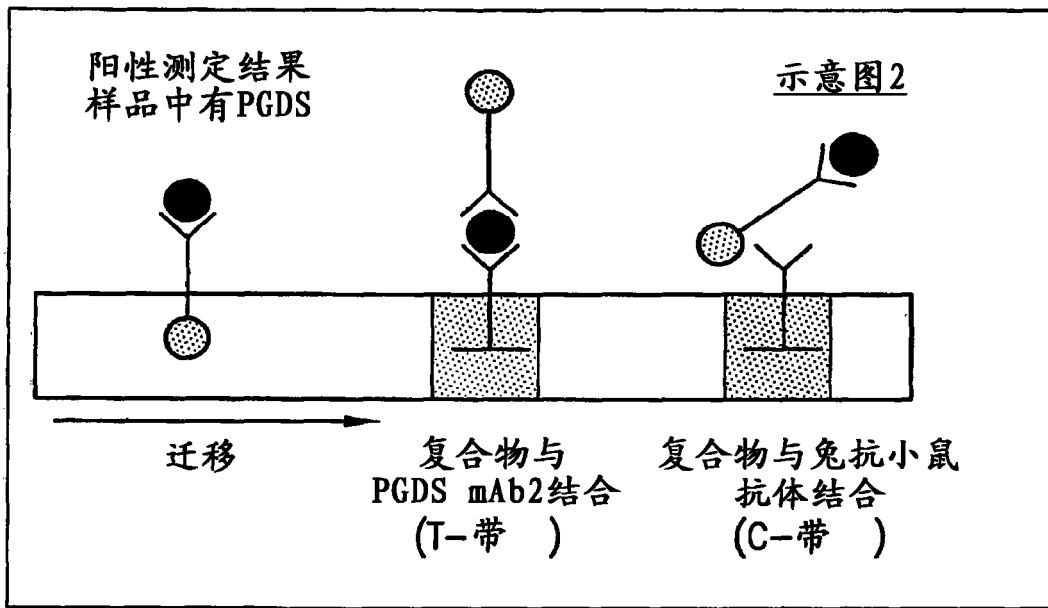 阳性测定结果
样品中有PGDS
示意图2
迁移
复合物与
PGDS mAb2结合
(T-带 )
复合物与兔抗小鼠
抗体结合
(C-带 )